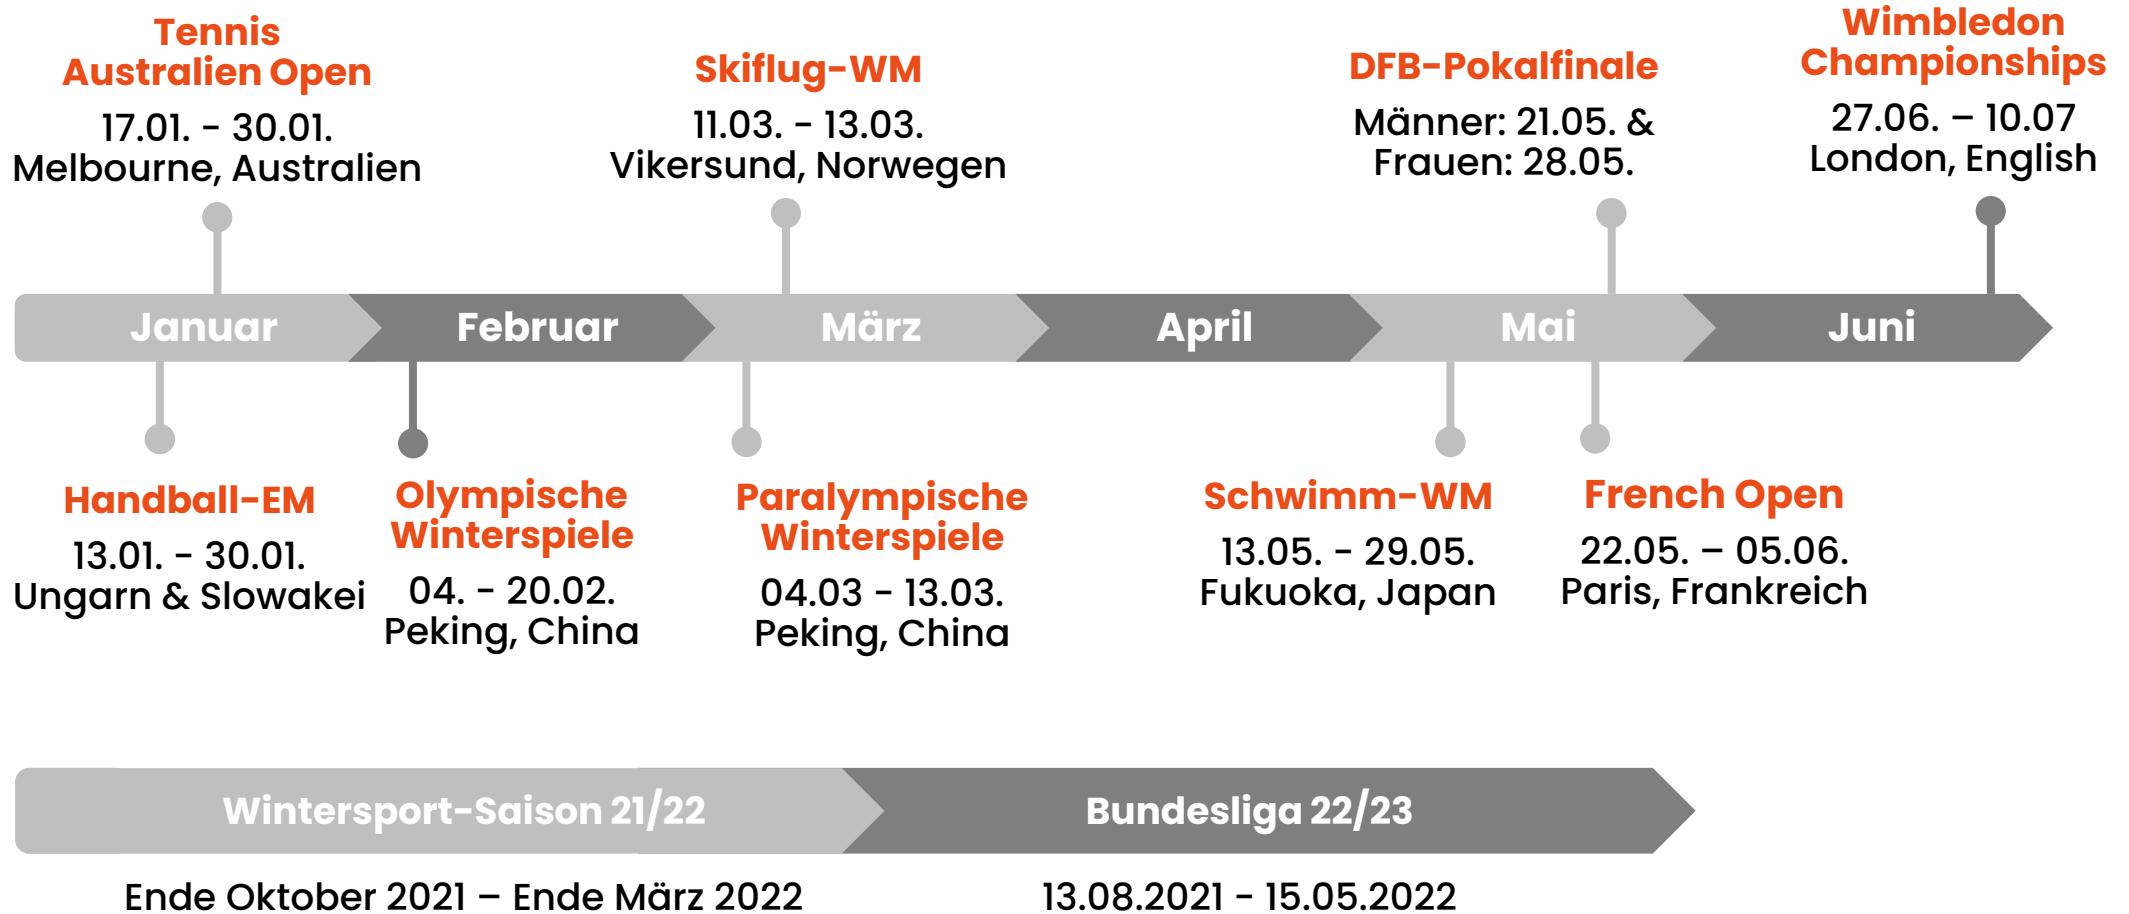 Tennis
Australien Open
17.01. - 30.01.
Melbourne, Australien
Skiflug-WM
11.03. - 13.03.
Vikersund, Norwegen
DFB-Pokalfinale
Männer: 21.05. &
Frauen: 28.05.
Wimbledon
Championships
27.06. – 10.07
London, English
Januar
Februar
März
April
Mai
Juni
Handball-EM
13.01. - 30.01.
Ungarn & Slowakei
Olympische
Winterspiele
04. - 20.02.
Peking, China
Paralympische
Winterspiele
04.03 - 13.03.
Peking, China
Schwimm-WM
13.05. - 29.05.
Fukuoka, Japan
French Open
22.05. – 05.06.
Paris, Frankreich
Wintersport-Saison 21/22
Bundesliga 22/23
Ende Oktober 2021 – Ende März 2022
13.08.2021 - 15.05.2022